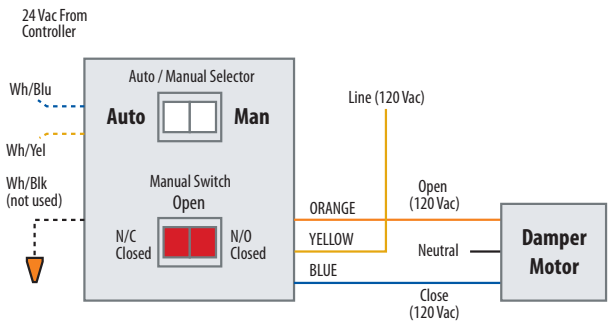 24 Vac From
Controller
Auto / Manual Selector
Wh/Blu
Line (120 Vac)
Auto
Man
Wh/Yel
Wh/Blk
(not used)
Manual Switch
Open
N/C
Closed
N/O
Closed
ORANGE
Open
(120 Vac)
YELLOW
Neutral
BLUE
Damper
Motor
Close
(120 Vac)